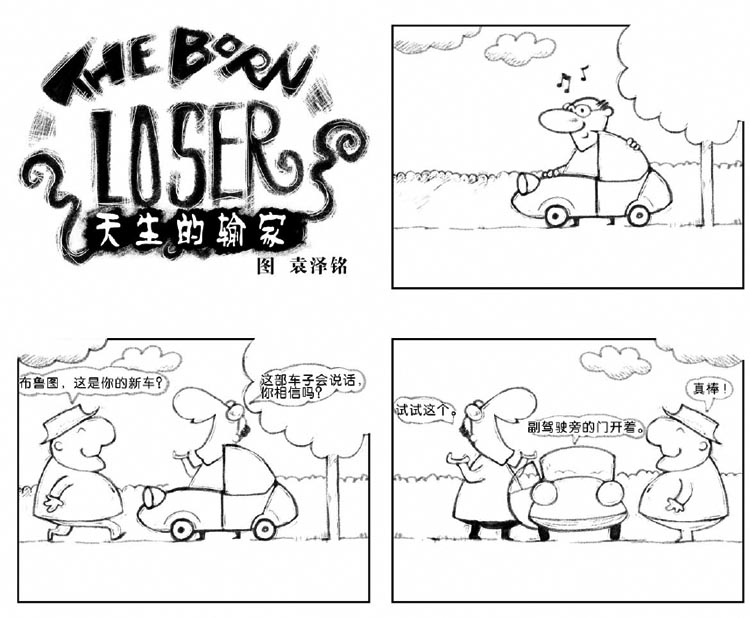 THE BORN
LOSER
天生的输家
图 袁泽铭
布鲁图，这是你的新车？
这部车子会说话，
你相信吗？
试试这个。
副驾驶旁的门开着。
真棒！